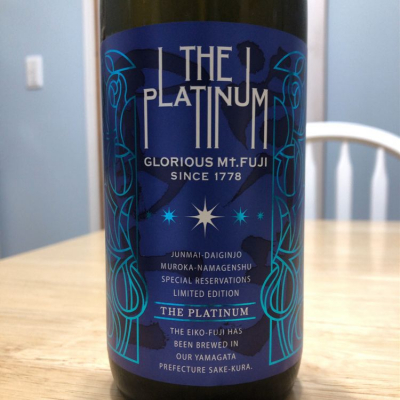 THE
PLATINUM
GLORIOUS Mt.FUJI
SINCE 1778
JUNMAI-DAIGINJO
MUROKA-NAMAGENSHU
SPECIAL RESERVATIONS
LIMITED EDITION
THE PLATINUM
THE EIKO-FUJI HAS
BEEN BREWED IN
OUR YAMAGATA
PREFECTURE SAKE-KURA.